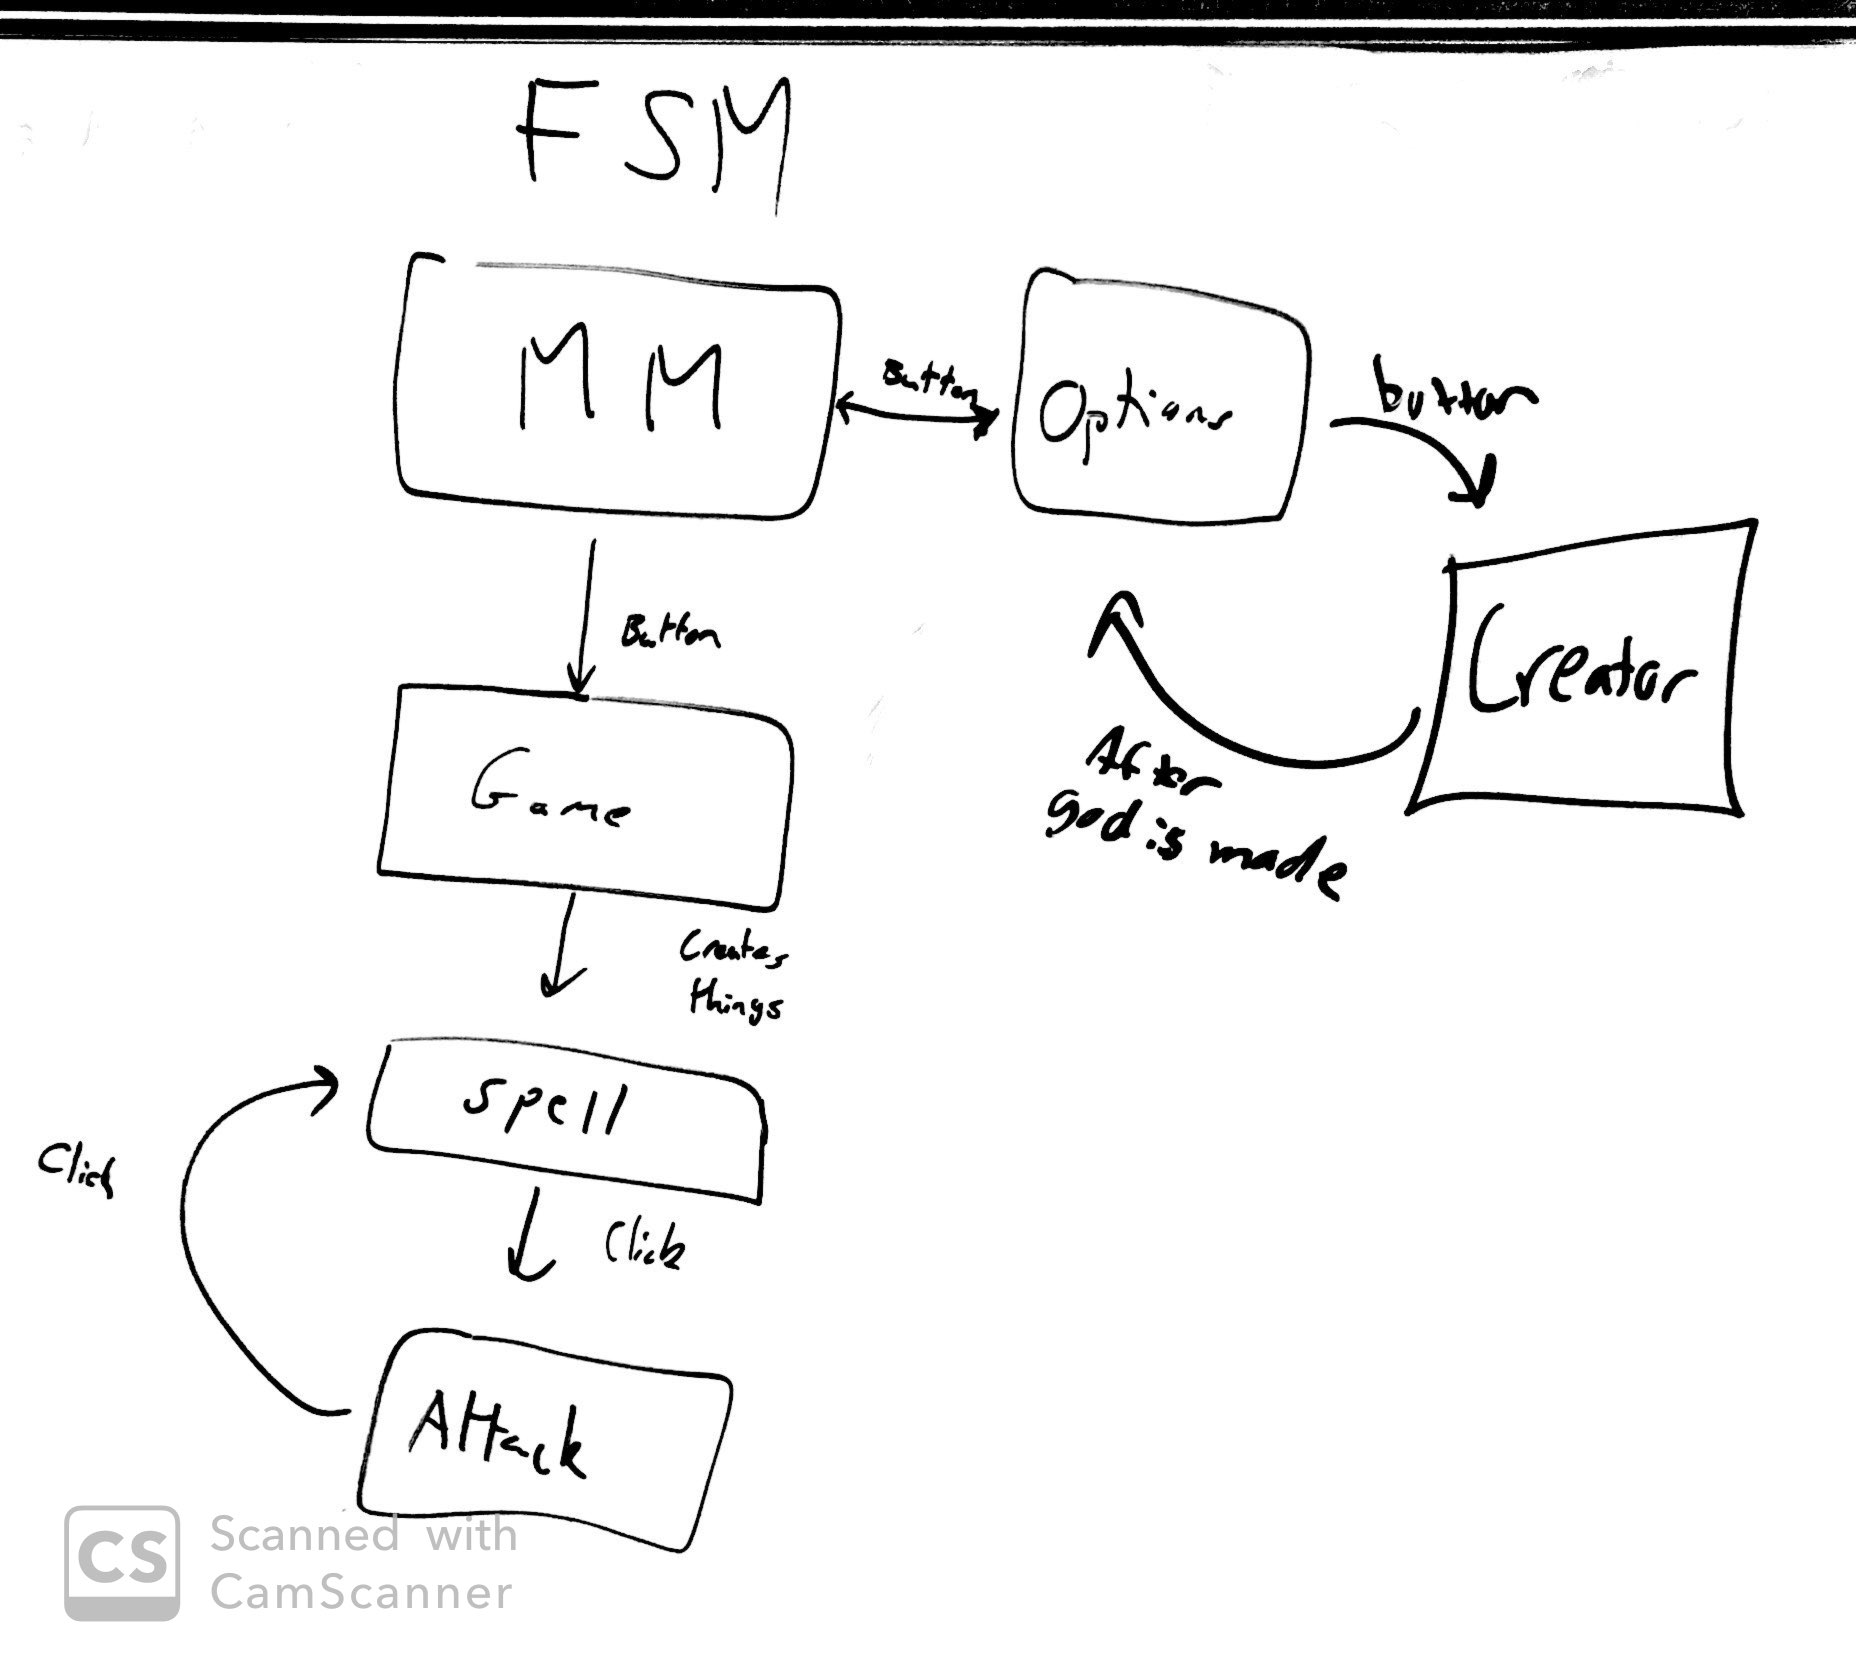 FSM
MM
Button
Options
button
Creator
After
god is made
Button
Game
Creates
things
Spell
Click
Click
Attack
CS
Scanned with
CamScanner